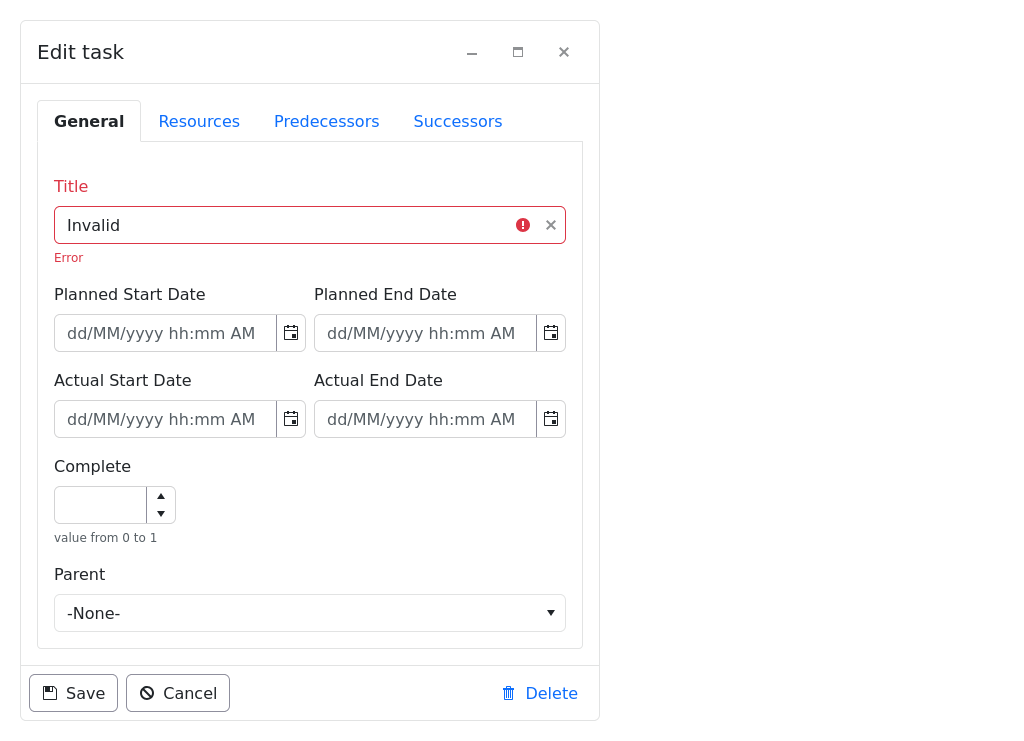 Edit task
General Resources Predecessors Successors
Title
Invalid
Error
Planned Start Date Planned End Date
dd/MM/yyyy hh:mm AM dd/MM/yyyy hh:mm AM
Actual Start Date Actual End Date
dd/MM/yyyy hh:mm AM dd/MM/yyyy hh:mm AM
Complete
value from 0 to 1
Parent
-None-
Save Cancel Delete